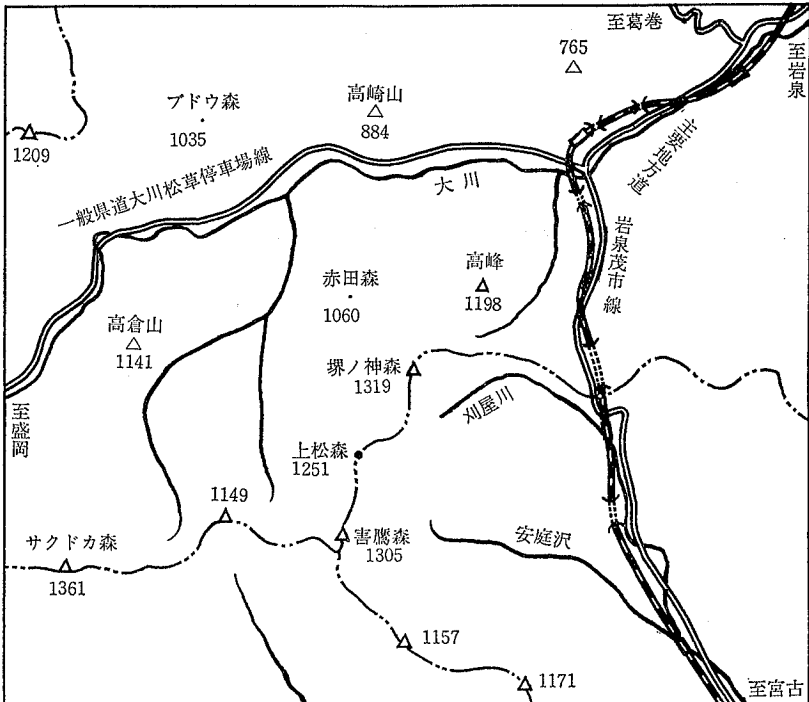 至葛巻
至岩泉
765
ブドウ森
1035
高崎山
884
1209
主要地方道
一般県道大川松草停車場線
大川
岩泉茂市線
赤田森
1060
高峰
1198
高倉山
1141
堺ノ神森
1319
刈屋川
至盛岡
上松森
1251
1149
サクドカ森
1361
害鷹森
1305
安庭沢
1157
1171
至宮古